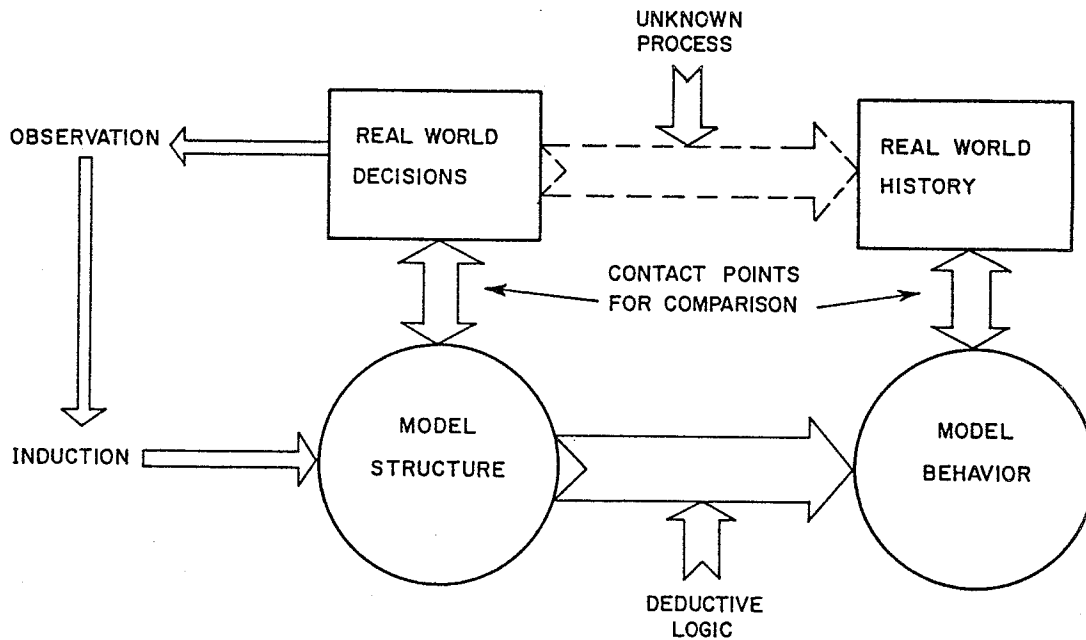 UNKNOWN
PROCESS
OBSERVATION
REAL WORLD
DECISIONS
REAL WORLD
HISTORY
CONTACT POINTS
FOR COMPARISON
INDUCTION
MODEL
STRUCTURE
MODEL
BEHAVIOR
DEDUCTIVE
LOGIC